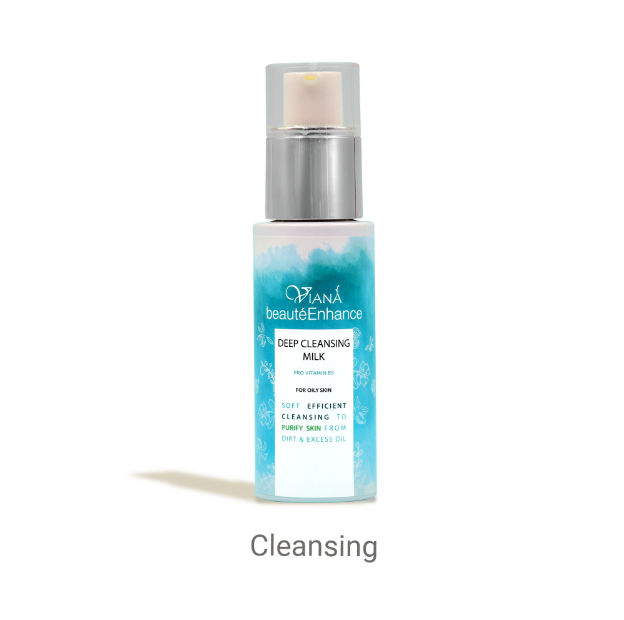 VIANA
beautéEnhance
DEEP CLEANSING
MILK
PRO VITAMIN B5
FOR OILY SKIN
SOFT EFFICIENT
CLEANSING TO
PURIFY SKIN FROM
DIRT & EXCESS OIL
Cleansing